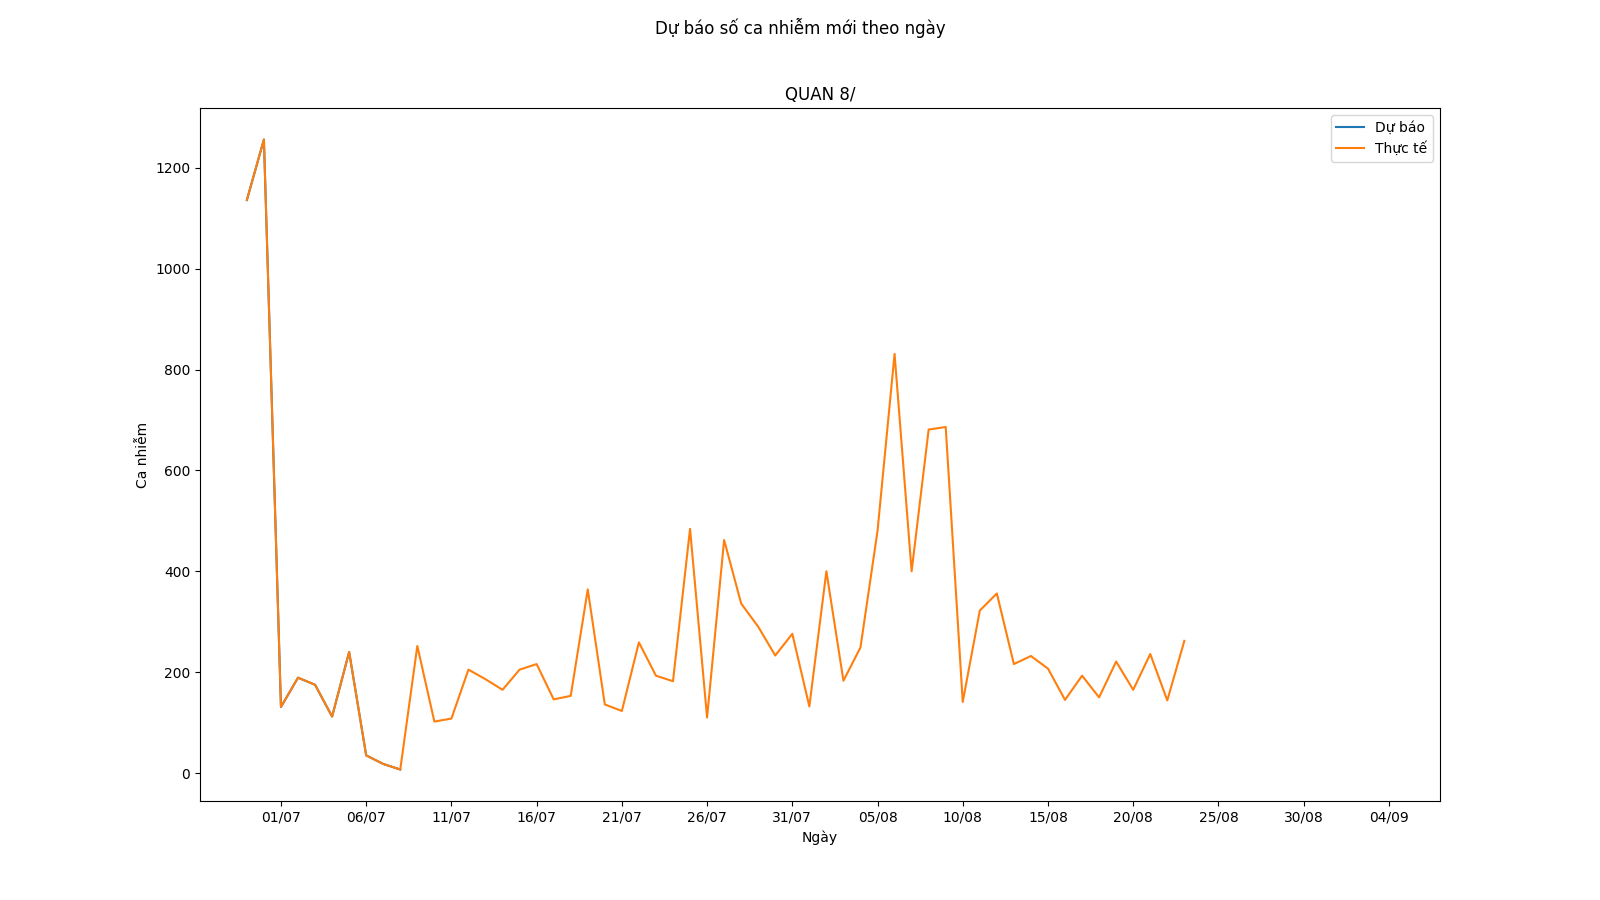 Dự báo số ca nhiễm mới theo ngày
QUAN 8/
Dự báo
Thực tế
1200
1000
800
600
400
200
0
Ca nhiễm
01/07 06/07 11/07 16/07 21/07 26/07 31/07 05/08 10/08 15/08 20/08 25/08 30/08 04/09
Ngày